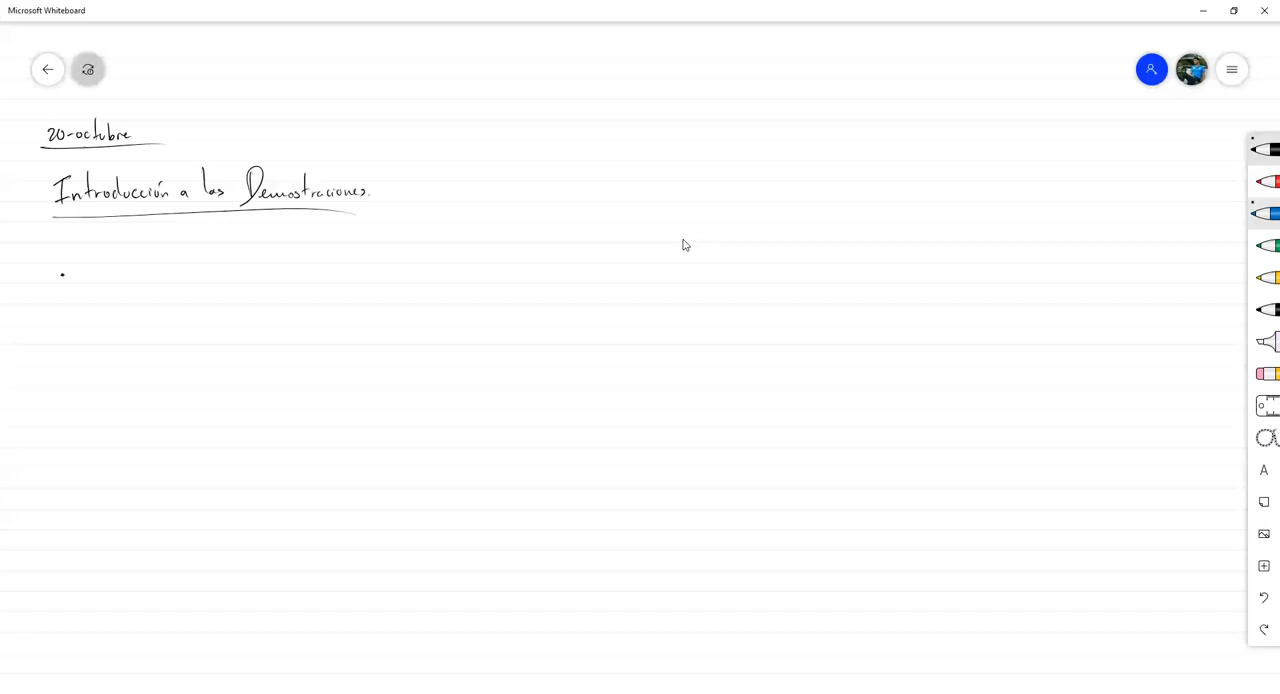 Microsoft Whiteboard
20-octubre
Introducción a las Demostraciones.
A